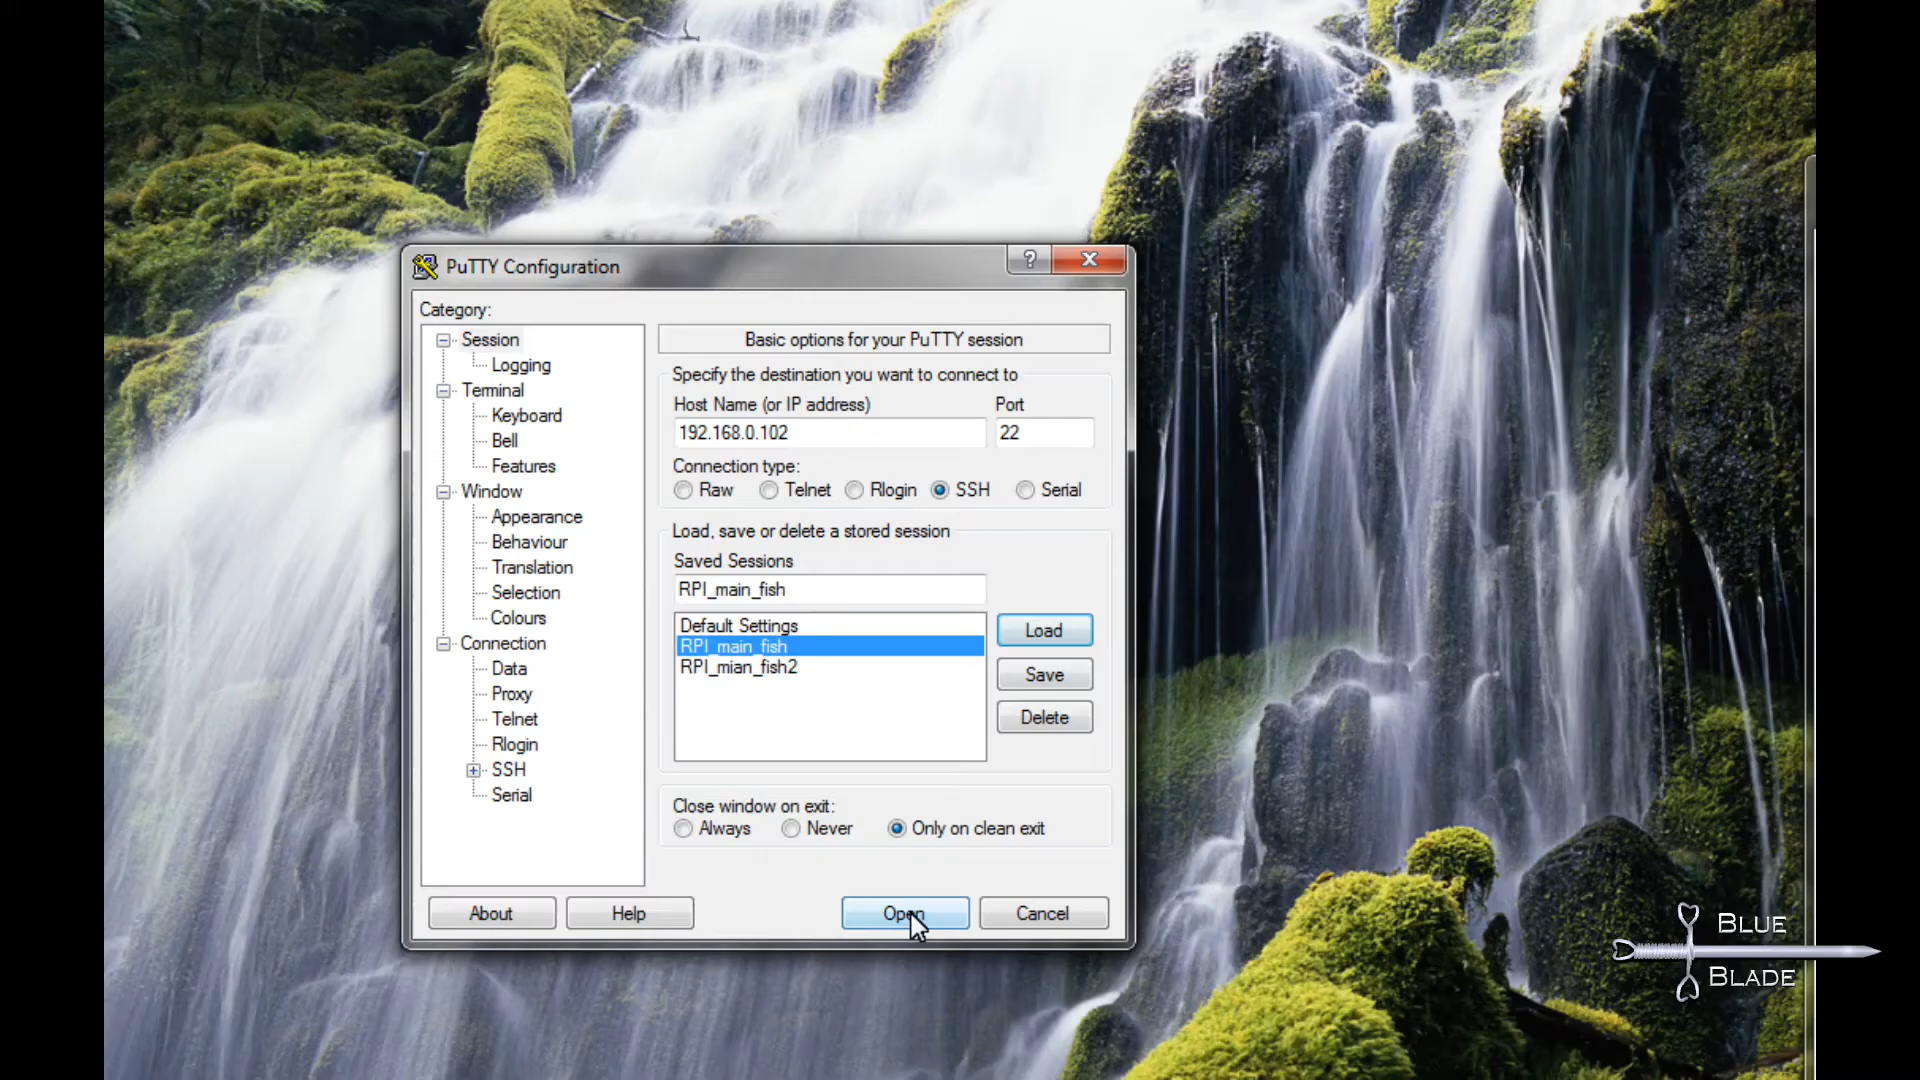 PuTTY Configuration
?
Category:
Session
Logging
Terminal
Keyboard
Bell
Features
Window
Appearance
Behaviour
Translation
Selection
Colours
Connection
Data
Proxy
Telnet
Rlogin
SSH
Serial
Basic options for your PuTTY session
Specify the destination you want to connect to
Host Name (or IP address) Port
192.168.0.102 22
Connection type:
Raw Telnet Rlogin SSH Serial
Load, save or delete a stored session
Saved Sessions
RPI_main_fish
Default Settings
RPI_main_fish
RPI_mian_fish2
Load
Save
Delete
Close window on exit:
Always Never Only on clean exit
About Help Open Cancel
BLUE
BLADE